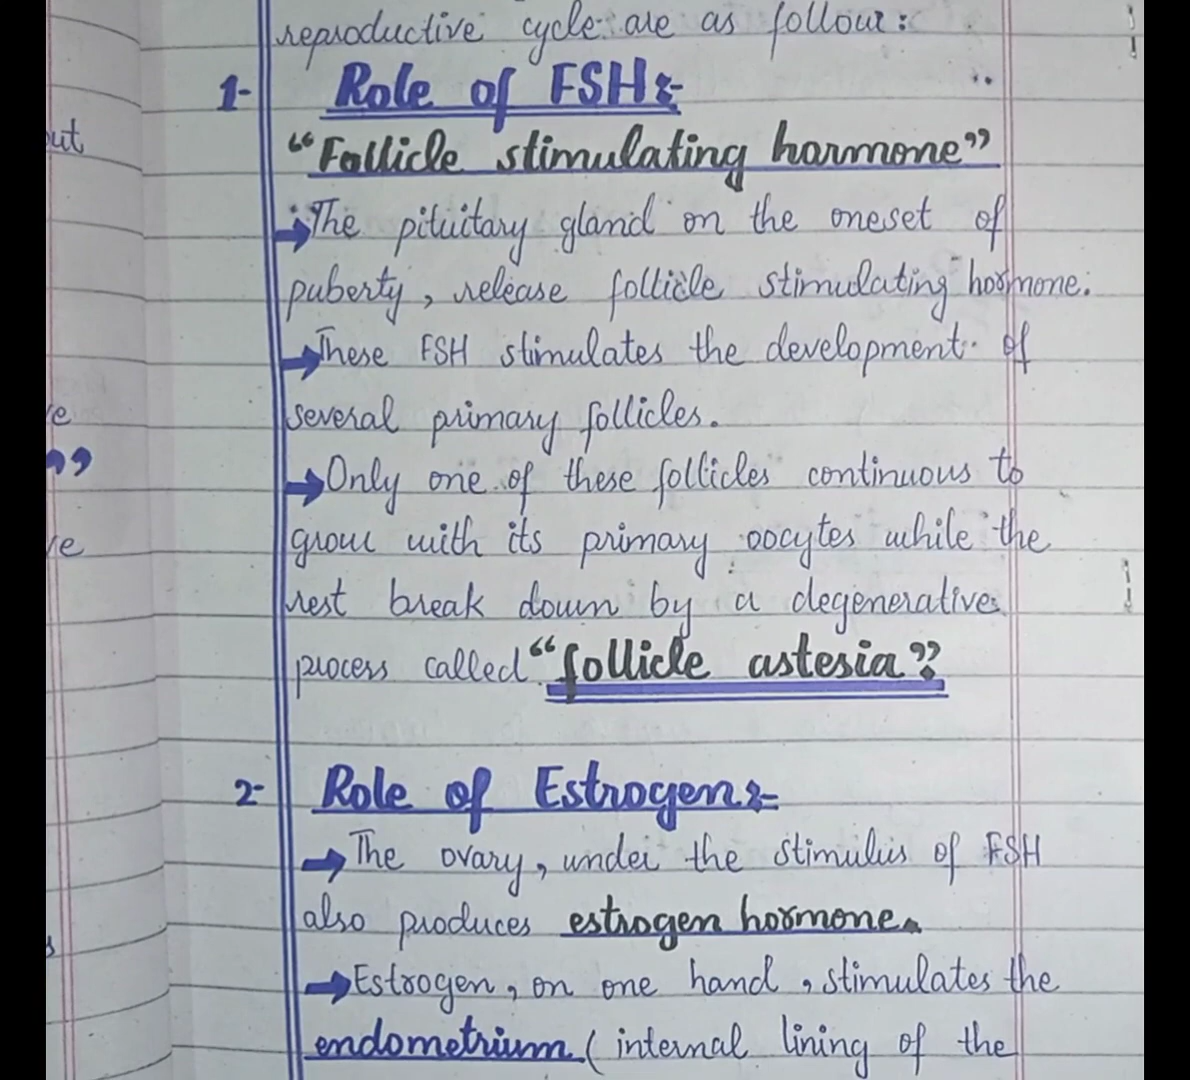 reproductive cycle are as follow:
1- Role of FSH:-
"Follicle stimulating harmone"
The pituitary gland on the oneset of
puberty, release follicle stimulating hormone.
These FSH stimulates the development of
several primary follicles.
Only one of these follicles continuous to
grow with its primary oocytes while the
rest break down by a degenerative
process called "follicle astesia".
2- Role of Estrogen:-
The ovary, under the stimulus of FSH
also produces estrogen hormone.
Estrogen, on one hand, stimulates the
endometrium (internal lining of the